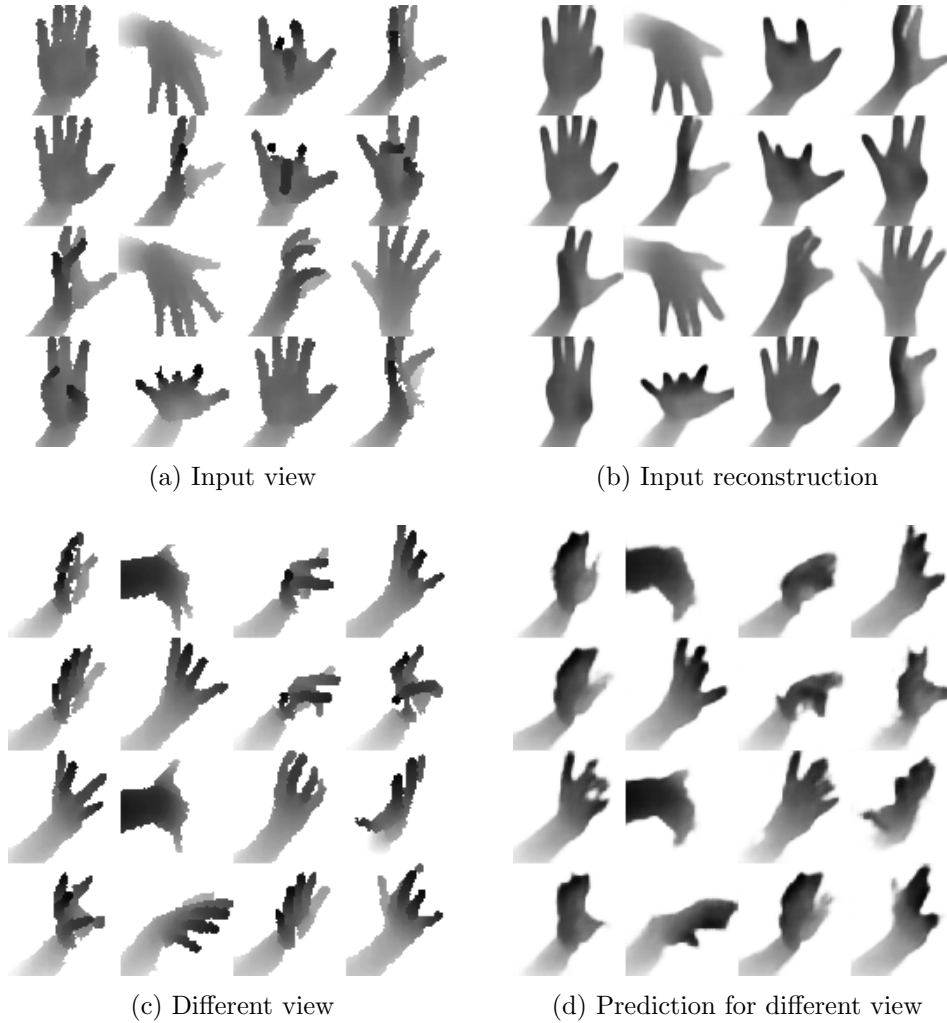 (a) Input view
(b) Input reconstruction
(c) Different view
(d) Prediction for different view